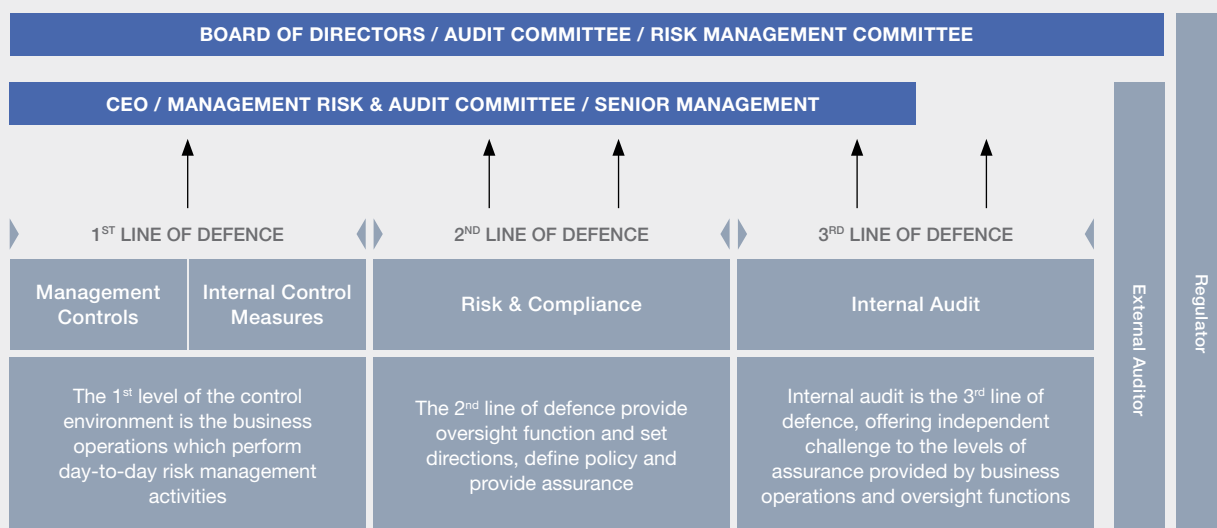 BOARD OF DIRECTORS / AUDIT COMMITTEE / RISK MANAGEMENT COMMITTEE
CEO / MANAGEMENT RISK & AUDIT COMMITTEE / SENIOR MANAGEMENT
1ST LINE OF DEFENCE
2ND LINE OF DEFENCE
3RD LINE OF DEFENCE
Management
Controls
Internal Control
Measures
Risk & Compliance
Internal Audit
The 1st level of the control
environment is the business
operations which perform
day-to-day risk management
activities
The 2nd line of defence provide
oversight function and set
directions, define policy and
provide assurance
Internal audit is the 3rd line of
defence, offering independent
challenge to the levels of
assurance provided by business
operations and oversight functions
External Auditor
Regulator